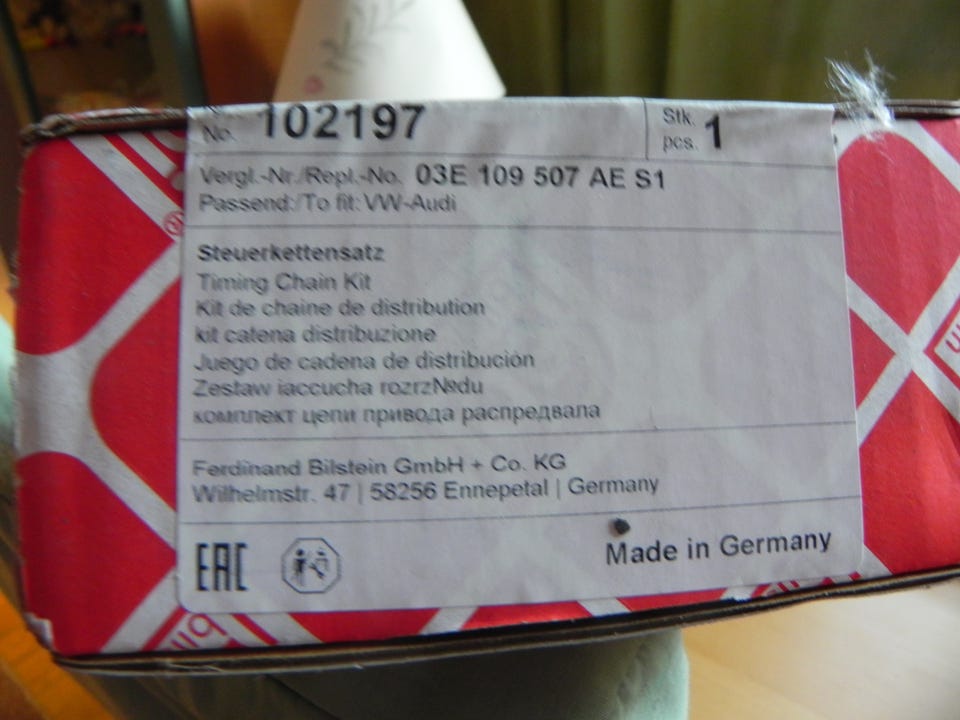 No. 102197
Stk.
pcs. 1
Vergl.-Nr./Repl.-No. 03E 109 507 AE S1
Passend:/To fit: VW-Audi
Steuerkettensatz
Timing Chain Kit
Kit de chaine de distribution
kit catena distribuzione
Juego de cadena de distribución
Zestaw iaccucha rozrz№du
комплект цепи привода распредвала
Ferdinand Bilstein GmbH + Co. KG
Wilhelmstr. 47 | 58256 Ennepetal | Germany
EAC
Made in Germany